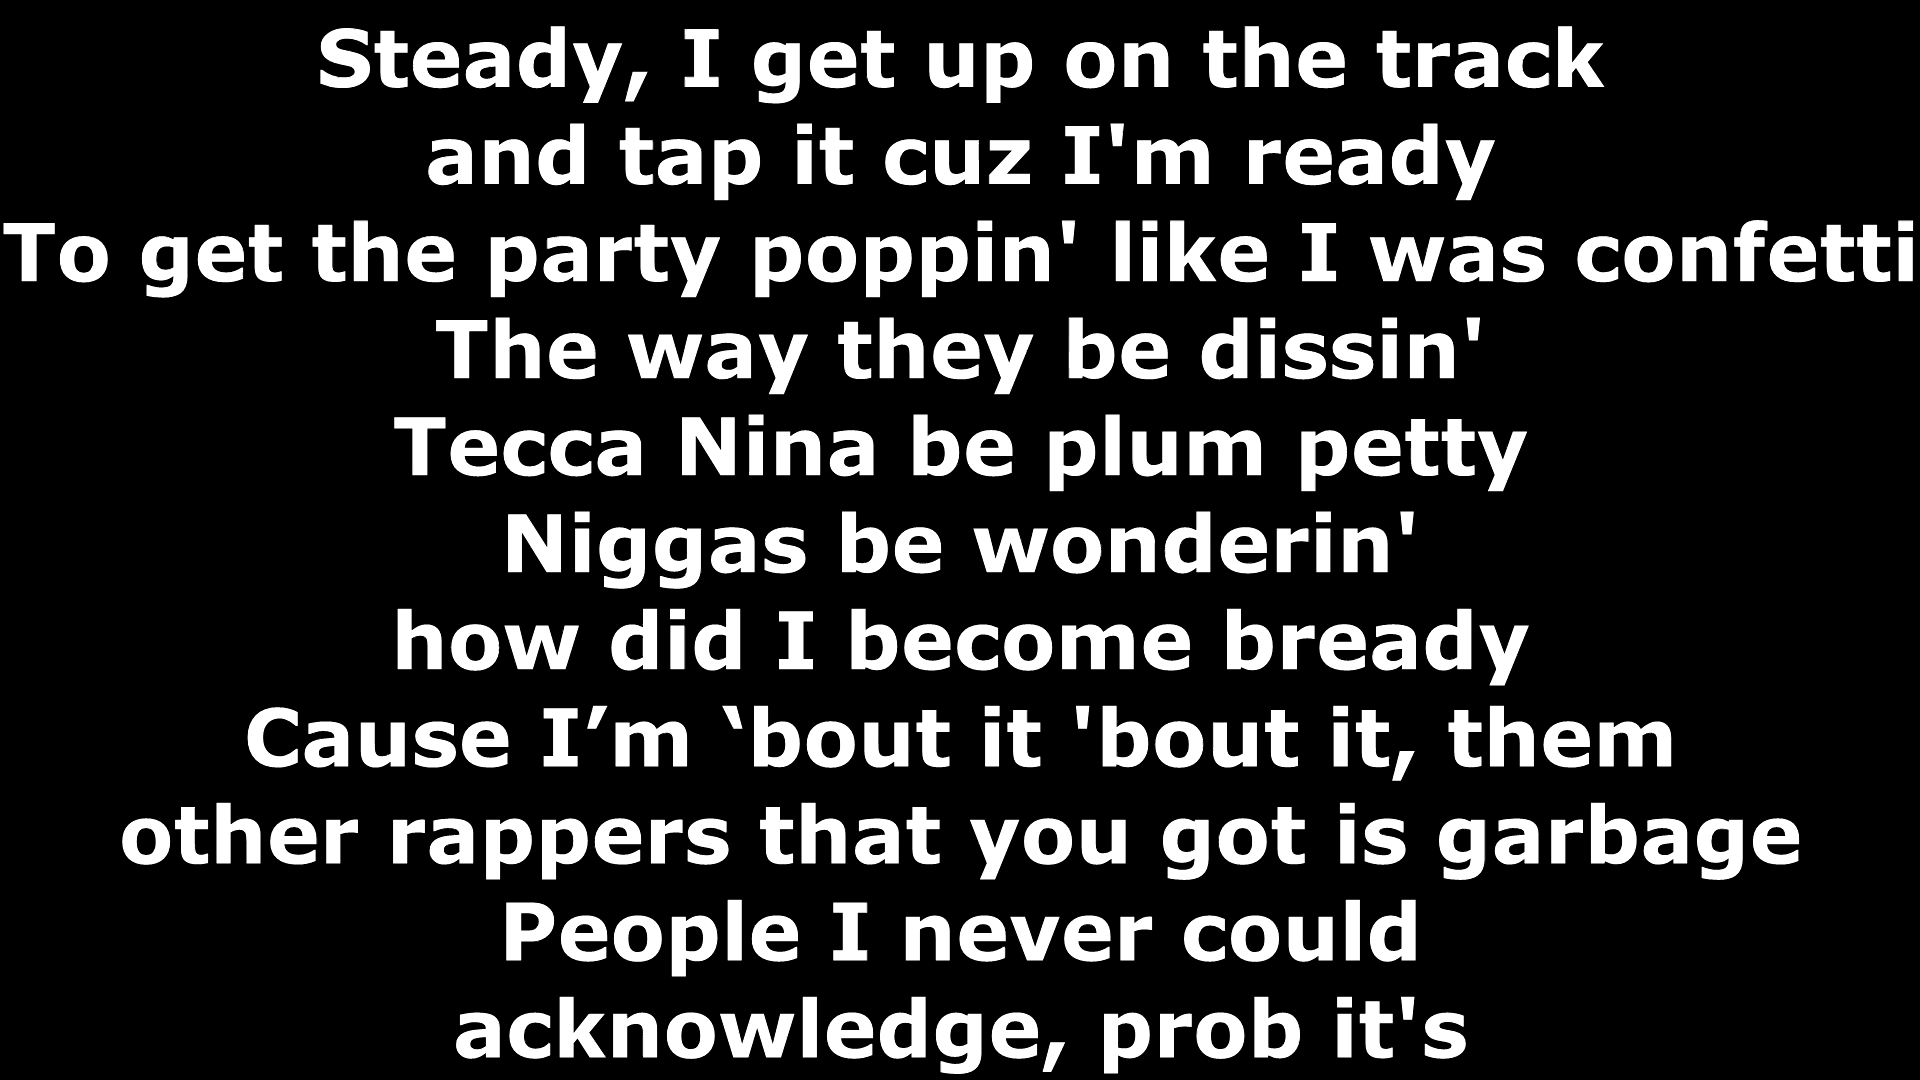 Steady, I get up on the track
and tap it cuz I'm ready
To get the party poppin' like I was confetti
The way they be dissin'
Tecca Nina be plum petty
Niggas be wonderin'
how did I become bready
Cause I’m ‘bout it 'bout it, them
other rappers that you got is garbage
People I never could
acknowledge, prob it's